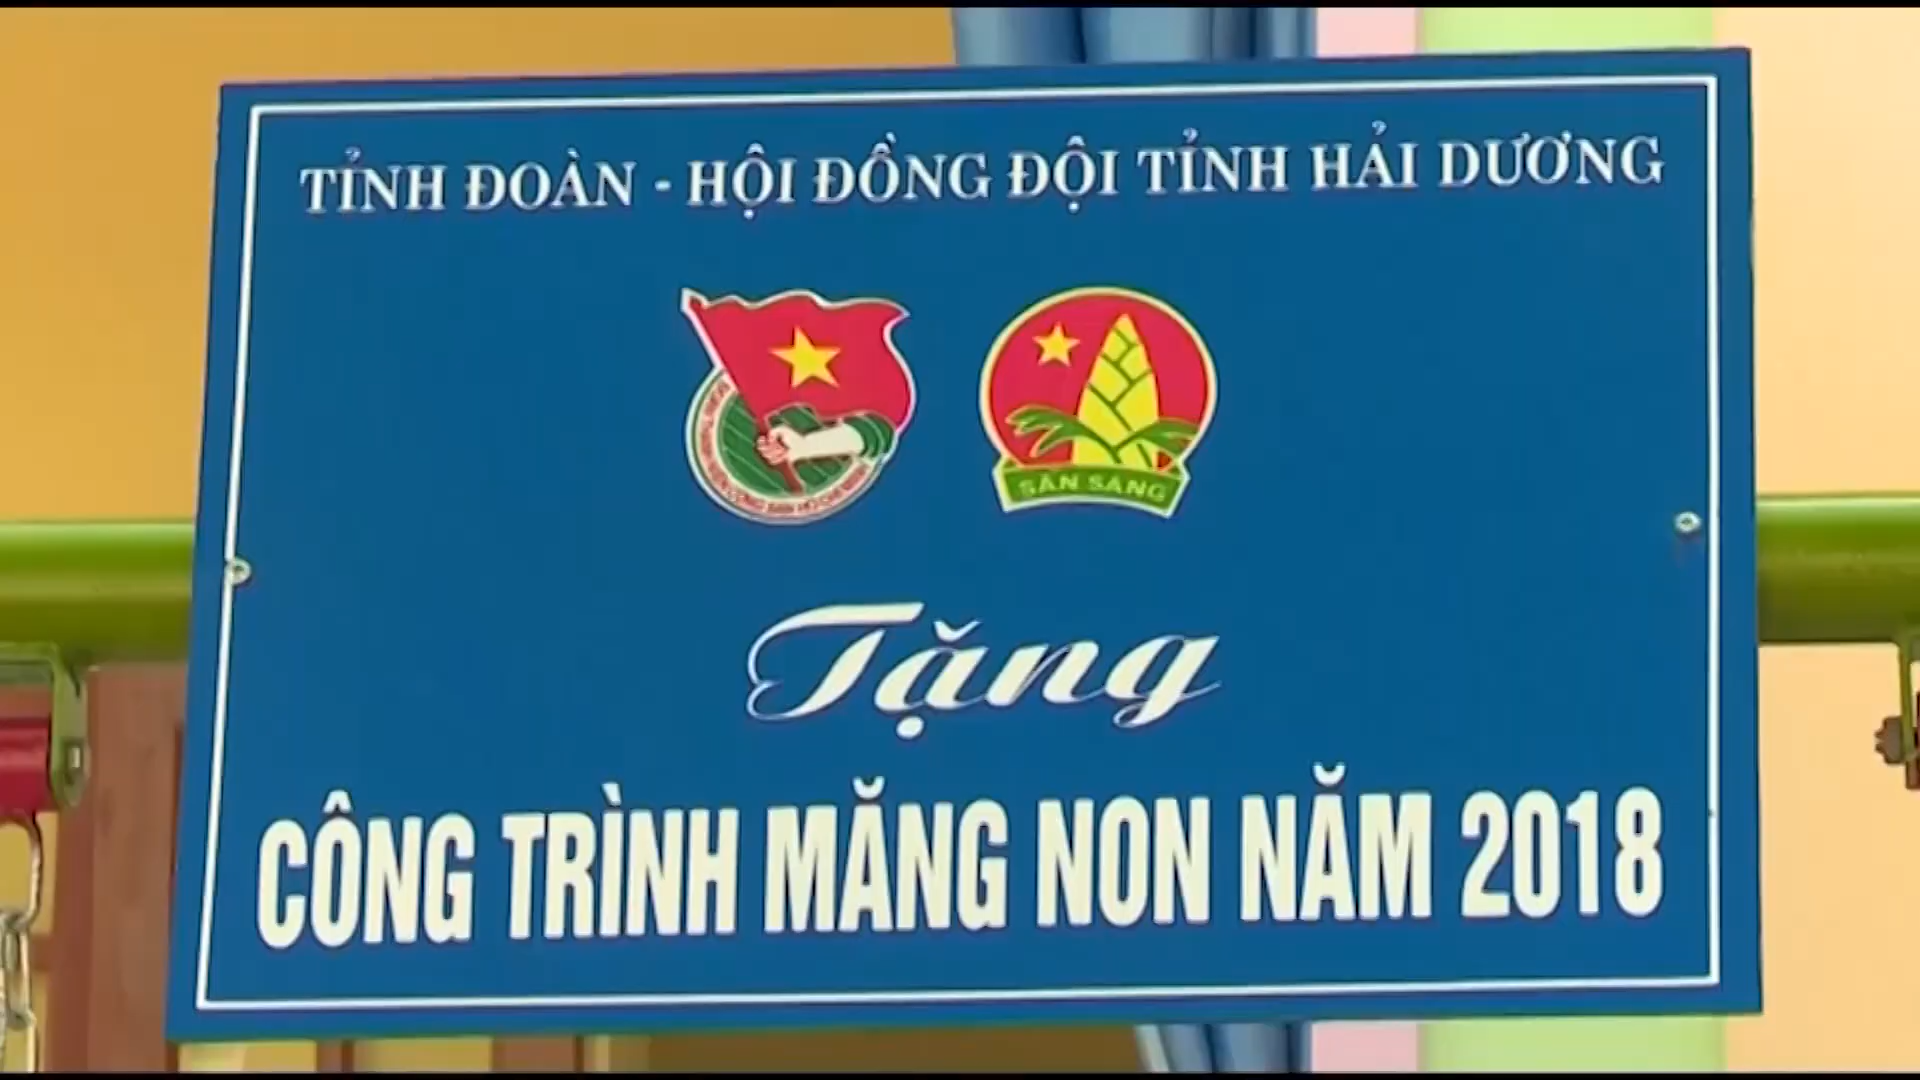 TỈNH ĐOÀN - HỘI ĐỒNG ĐỘI TỈNH HẢI DƯƠNG
SẴN SÀNG
Tặng
CÔNG TRÌNH MĂNG NON NĂM 2018